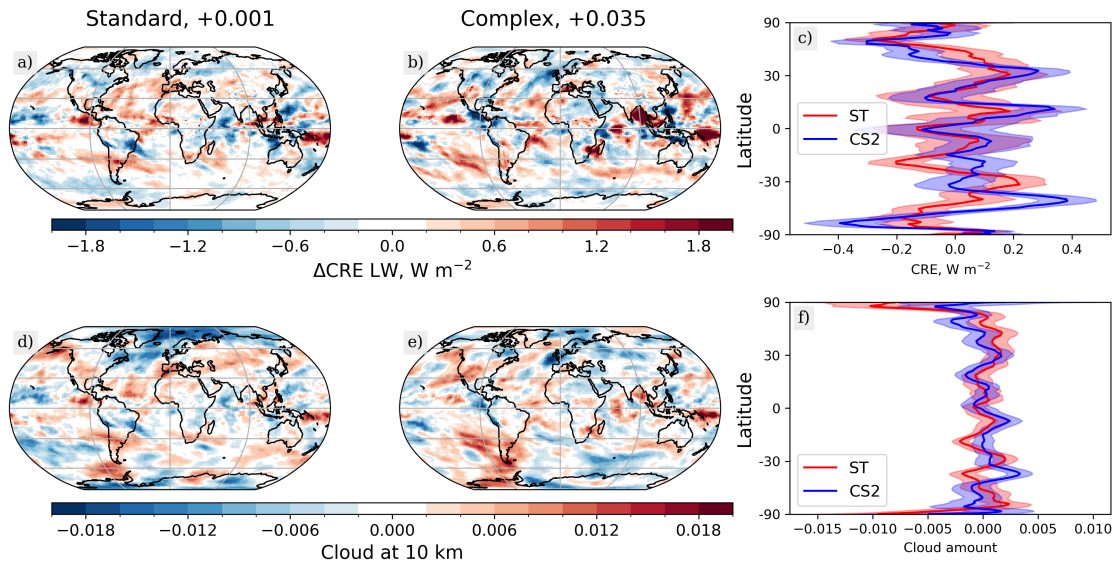 Standard, +0.001
Complex, +0.035
a)
b)
c)
90
30
0
-30
-90
Latitude
ST
CS2
−0.4 −0.2 0.0 0.2 0.4
CRE, W m⁻²
−1.8 −1.2 −0.6 0.0 0.6 1.2 1.8
ΔCRE LW, W m⁻²
d)
e)
f)
90
30
0
-30
-90
Latitude
ST
CS2
−0.015 −0.010 −0.005 0.000 0.005 0.010
Cloud amount
−0.018 −0.012 −0.006 0.000 0.006 0.012 0.018
Cloud at 10 km